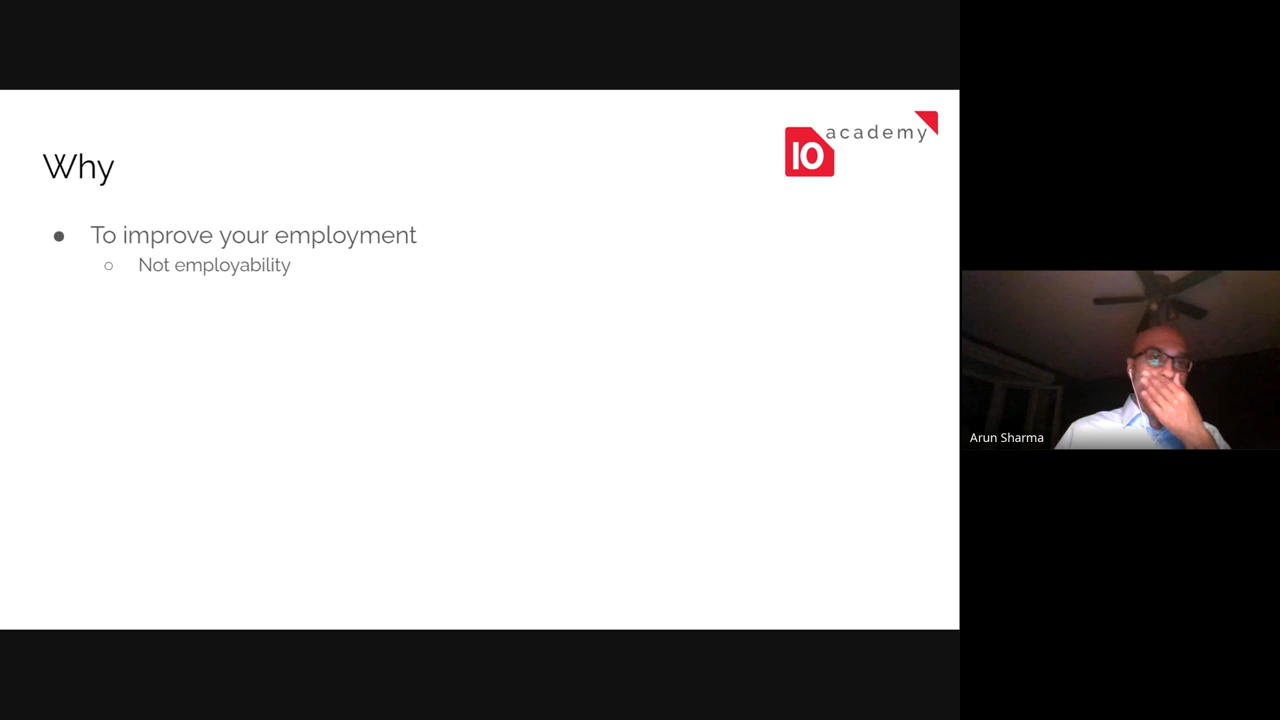 Why
10 academy
● To improve your employment
○ Not employability
Arun Sharma